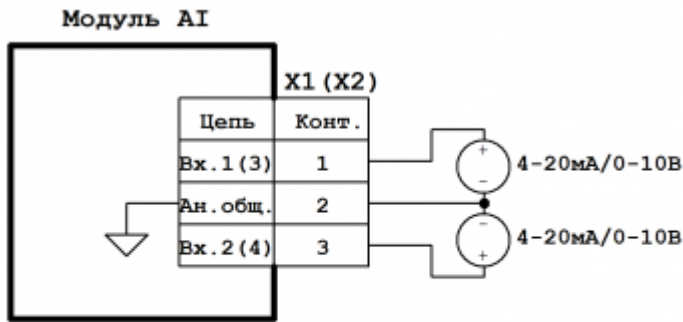 Модуль AI
X1(X2)
Цепь Конт.
Вх.1(3) 1
Ан.общ. 2
Вх.2(4) 3
+ 4-20мА/0-10В
-
-
+ 4-20мА/0-10В